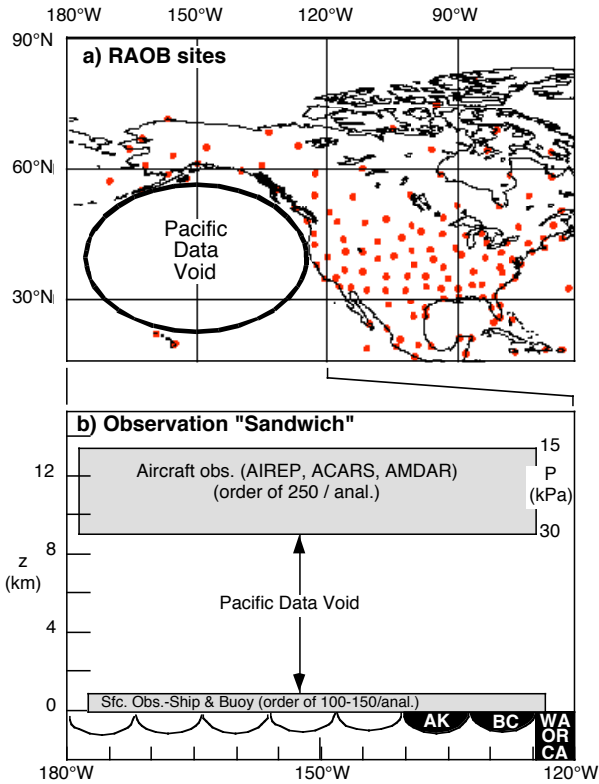 180°W 150°W 120°W 90°W
90°N
a) RAOB sites
60°N
Pacific
Data
Void
30°N
b) Observation "Sandwich"
15
12
Aircraft obs. (AIREP, ACARS, AMDAR)
(order of 250 / anal.)
P
(kPa)
30
8
z
(km)
Pacific Data Void
4
Sfc. Obs.-Ship & Buoy (order of 100-150/anal.)
0
AK
BC
WA
OR
CA
180°W 150°W 120°W